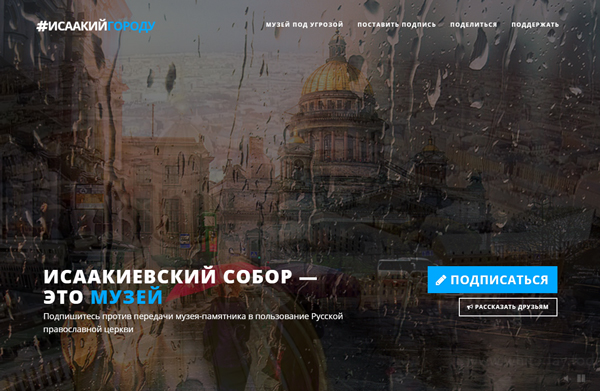 #ИСААКИЙГОРОДУ
МУЗЕЙ ПОД УГРОЗОЙ ПОСТАВИТЬ ПОДПИСЬ ПОДЕЛИТЬСЯ ПОДДЕРЖАТЬ
ИСААКИЕВСКИЙ СОБОР —
ЭТО МУЗЕЙ
Подпишитесь против передачи музея-памятника в пользование Русской
православной церкви
ПОДПИСАТЬСЯ
РАССКАЗАТЬ ДРУЗЬЯМ